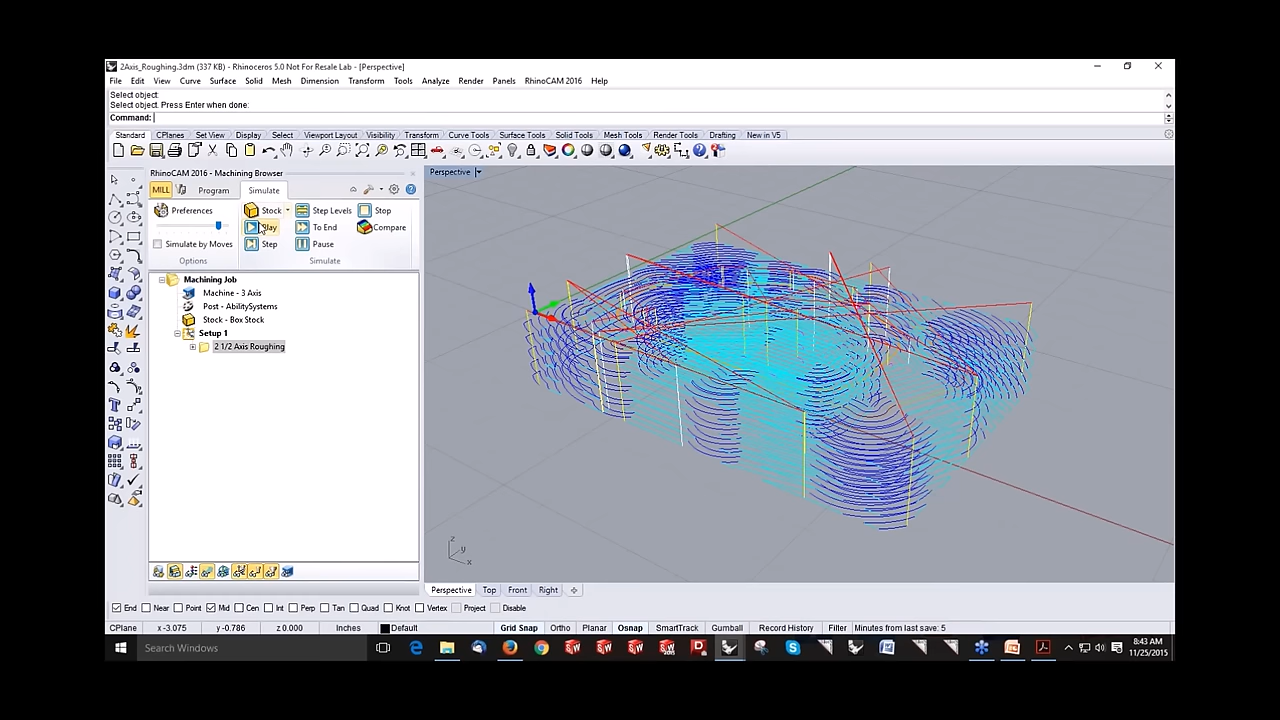 2Axis_Roughing.3dm (337 KB) - Rhinoceros 5.0 Not For Resale Lab - [Perspective]
File Edit View Curve Surface Solid Mesh Dimension Transform Tools Analyze Render Panels RhinoCAM 2016 Help
Select object:
Select object. Press Enter when done:
Command:
Standard CPlanes Set View Display Select Viewport Layout Visibility Transform Curve Tools Surface Tools Solid Tools Mesh Tools Render Tools Drafting New in V5
RhinoCAM 2016 - Machining Browser
Perspective
MILL Program Simulate
Preferences Stock Step Levels Stop
To End Compare
Simulate by Moves Step Pause
Options Simulate
Machining Job
Machine - 3 Axis
Post - AbilitySystems
Stock - Box Stock
Setup 1
2 1/2 Axis Roughing
z
y
x
Perspective Top Front Right
End Near Point Mid Cen Int Perp Tan Quad Knot Vertex Project Disable
CPlane x -3.075 y -0.786 z 0.000 Inches Default Grid Snap Ortho Planar Osnap SmartTrack Gumball Record History Filter Minutes from last save: 5
Search Windows
8:43 AM
11/25/2015